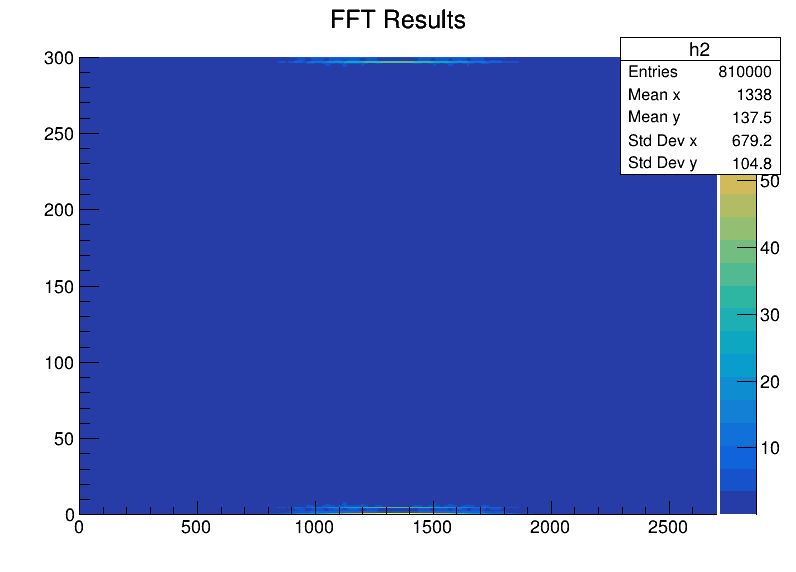 FFT Results
h2
Entries 810000
Mean x 1338
Mean y 137.5
Std Dev x 679.2
Std Dev y 104.8
300
250
200
150
100
50
0
50
40
30
20
10
0 500 1000 1500 2000 2500